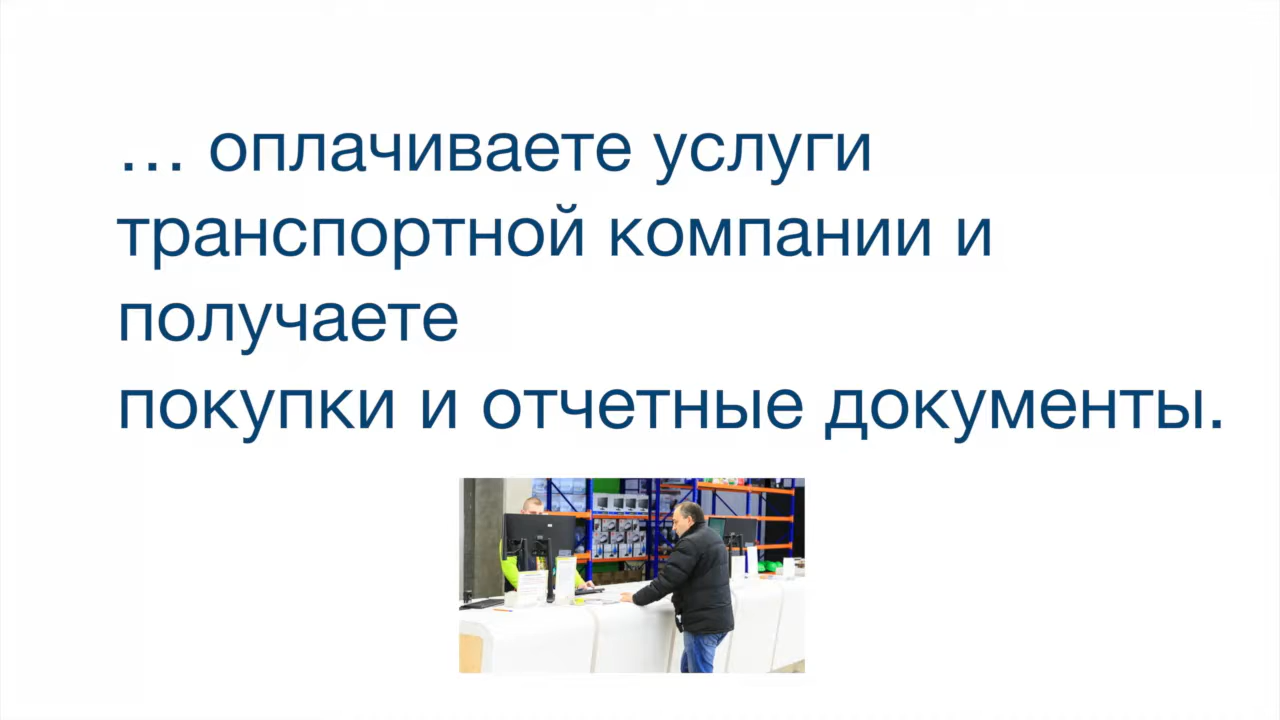 … оплачиваете услуги
транспортной компании и
получаете
покупки и отчетные документы.